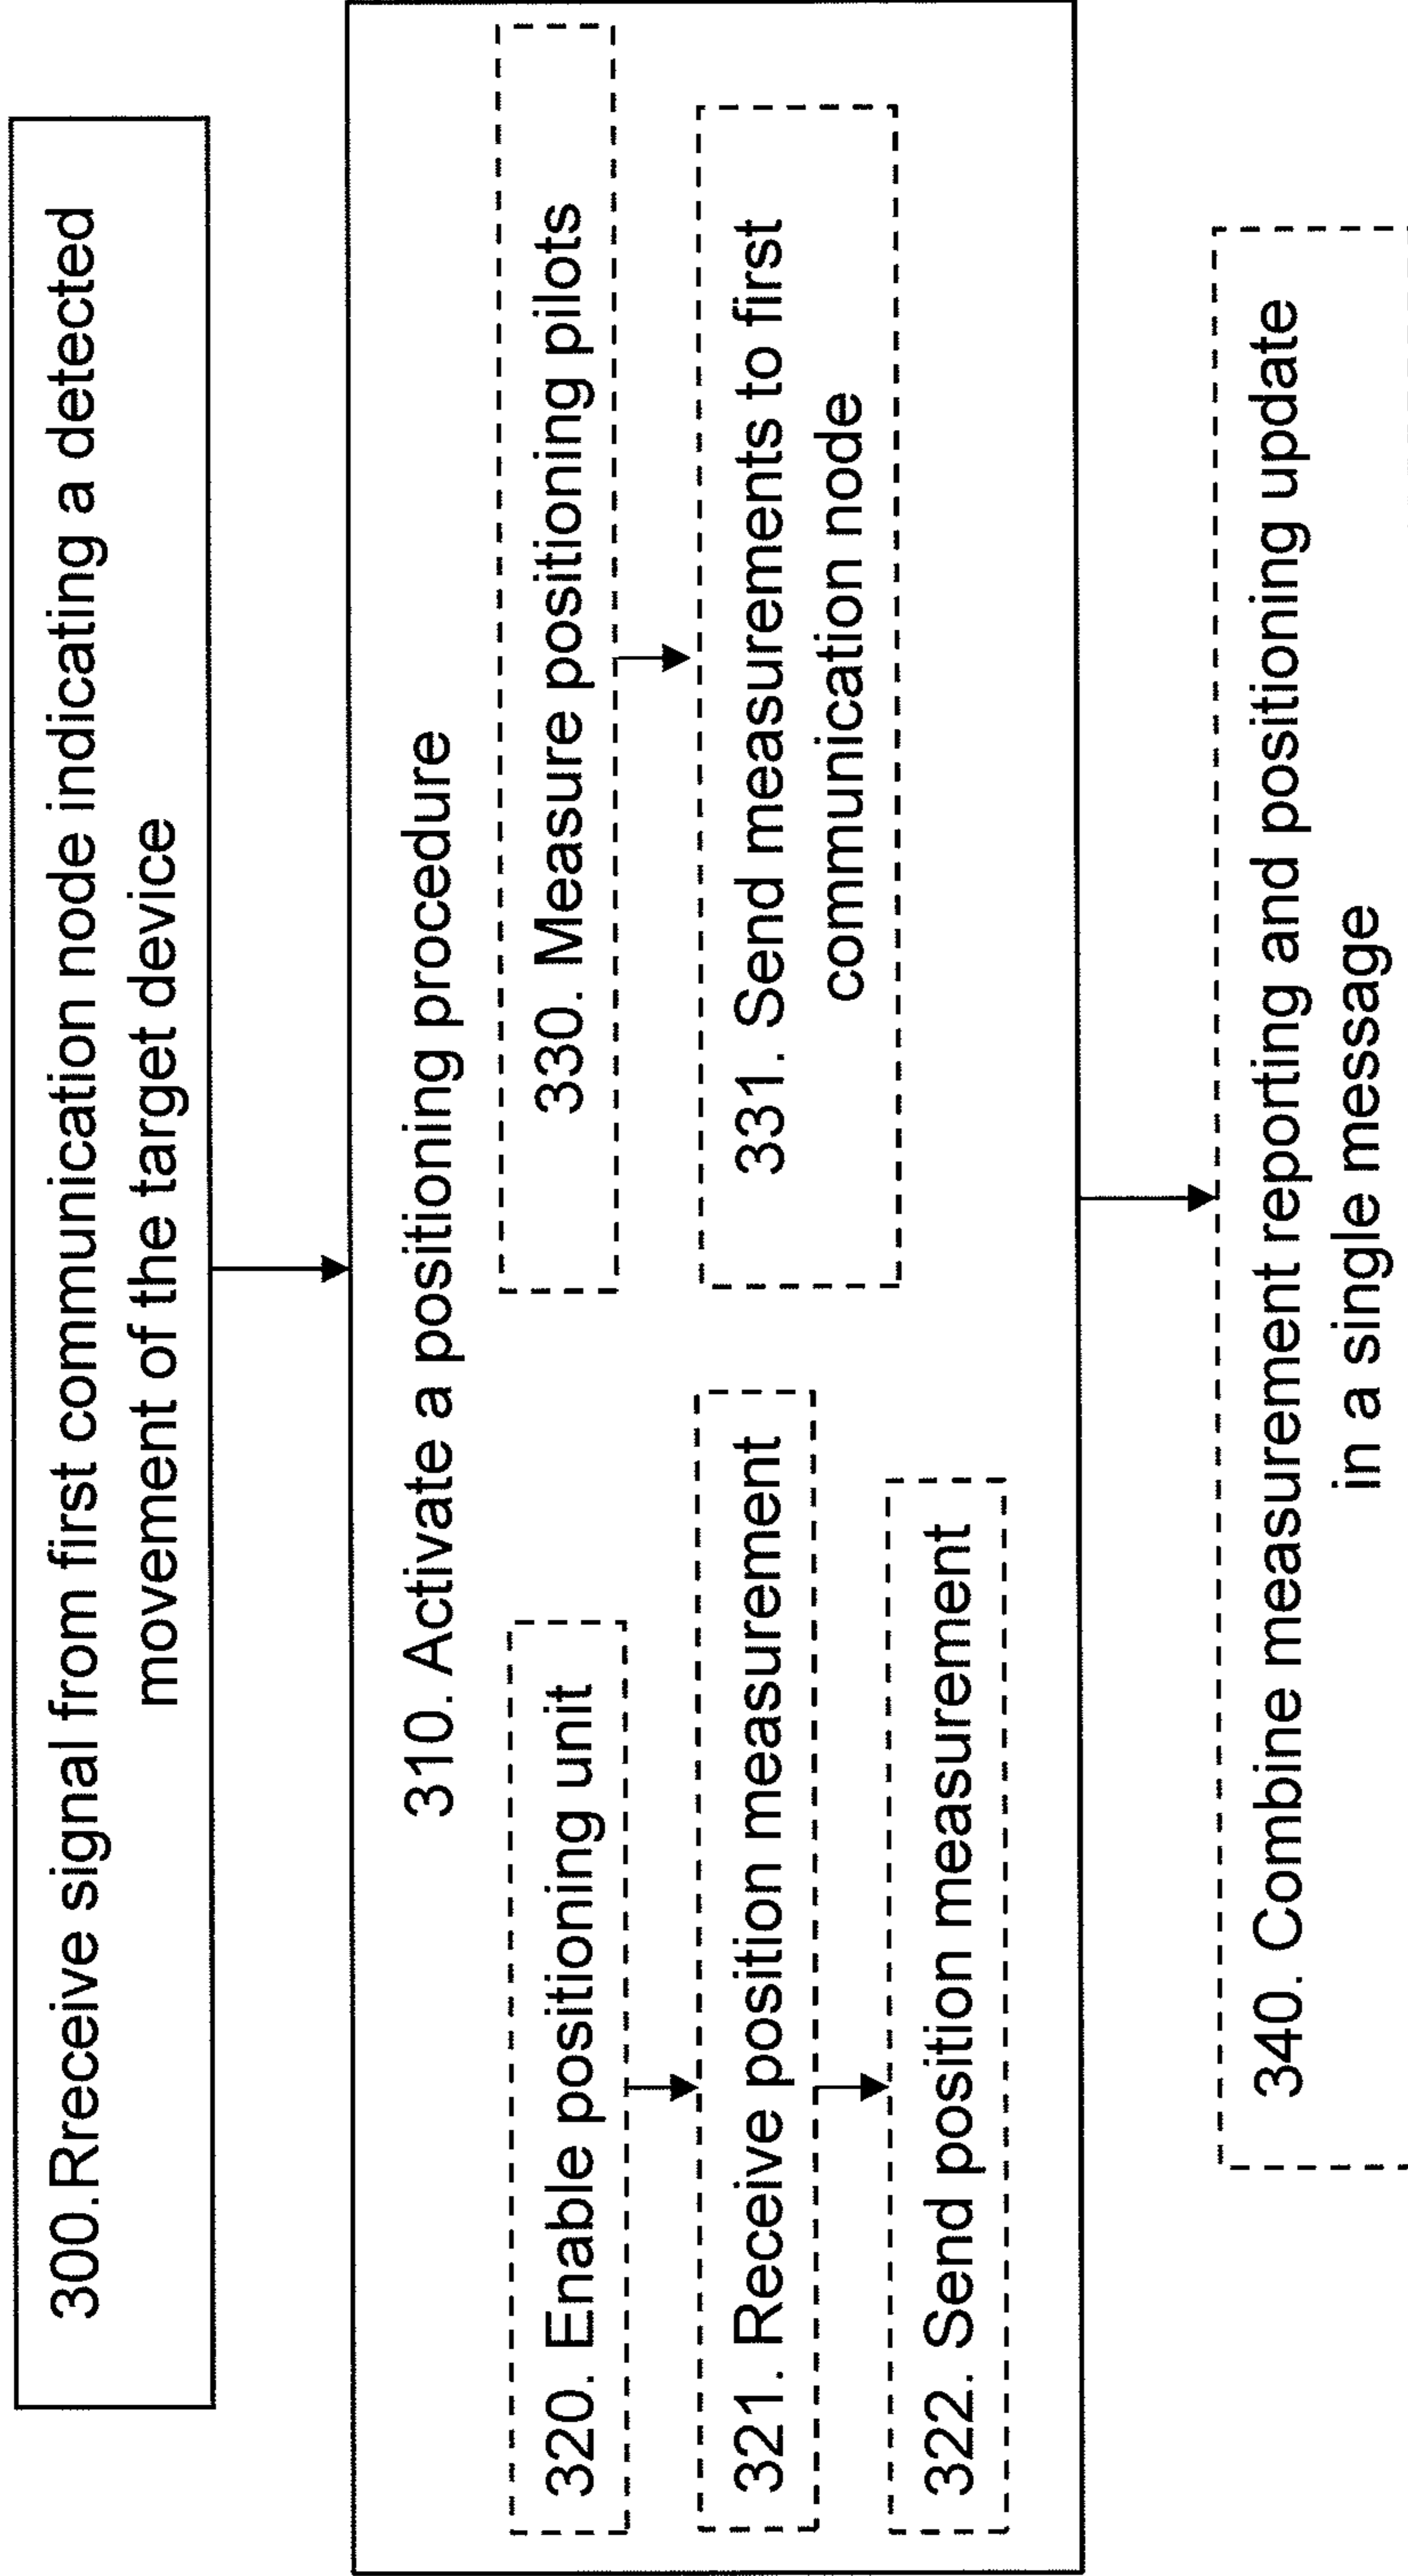 300.Rreceive signal from first communication node indicating a detected
movement of the target device
310. Activate a positioning procedure
320. Enable positioning unit
321. Receive position measurement
322. Send position measurement
330. Measure positioning pilots
331. Send measurements to first
communication node
340. Combine measurement reporting and positioning update
in a single message